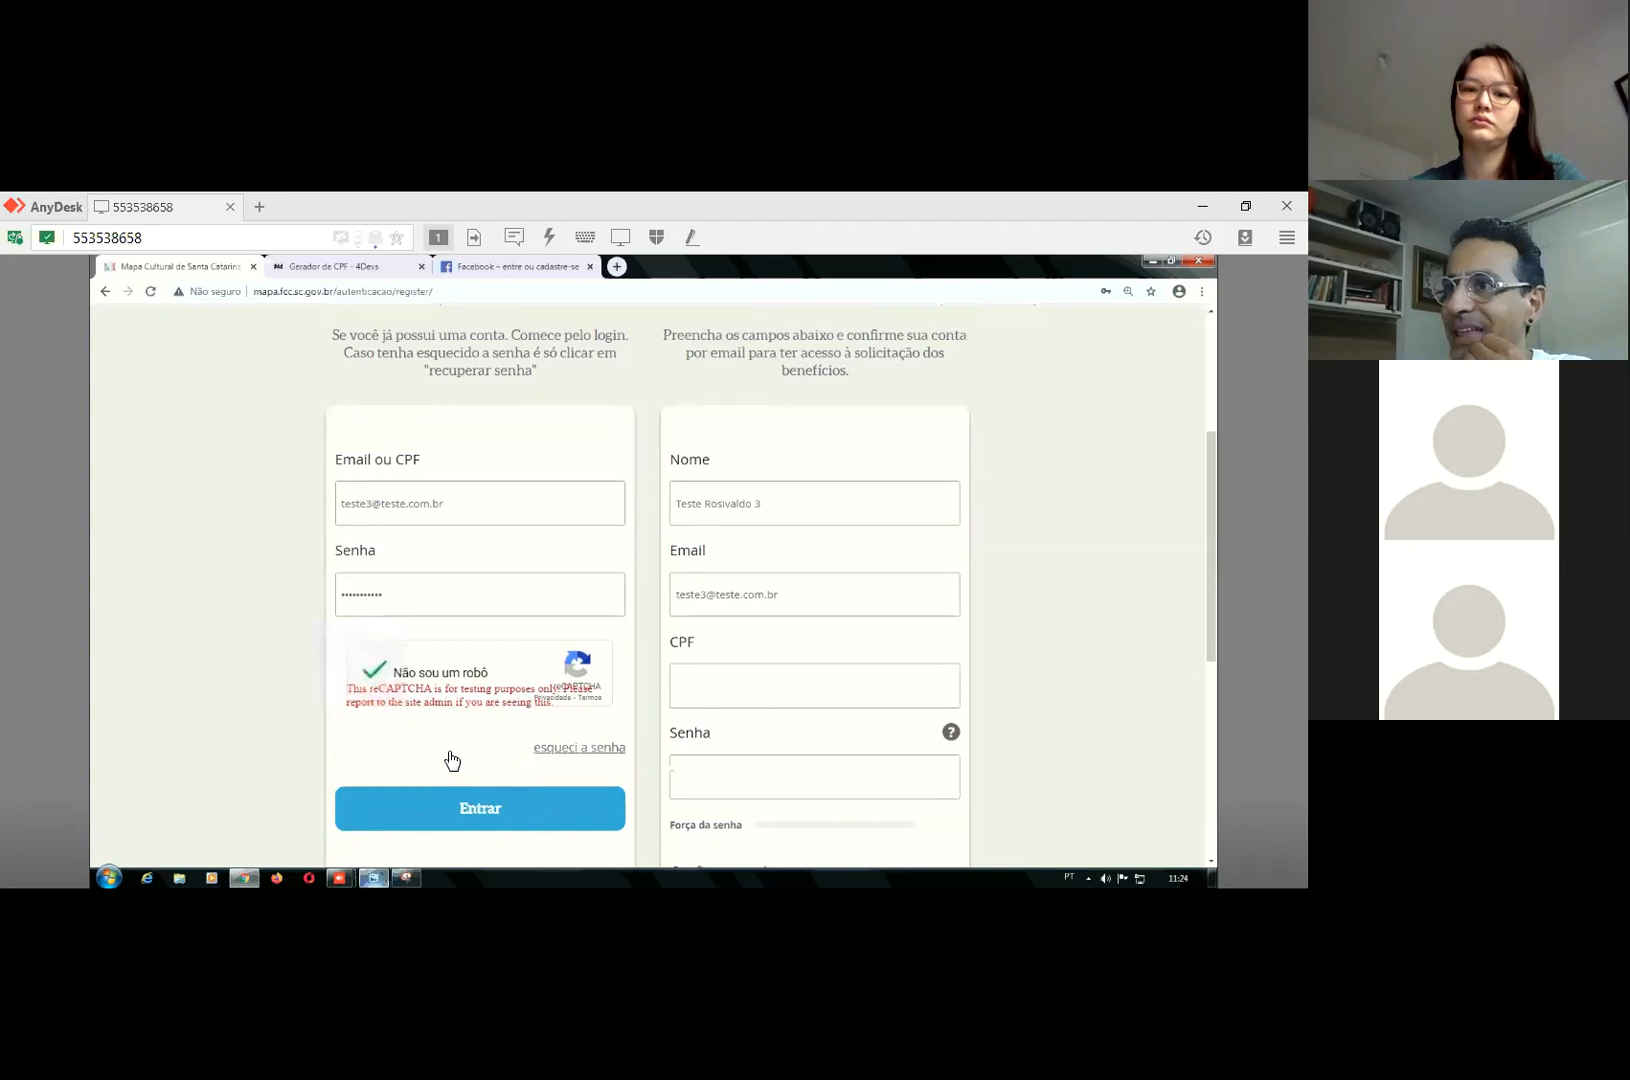 AnyDesk
553538658
553538658
1
Mapa Cultural de Santa Catarina
Gerador de CPF - 4Devs
Facebook – entre ou cadastre-se
Não seguro
mapa.fcc.sc.gov.br/autenticacao/register/
Se você já possui uma conta. Comece pelo login.
Caso tenha esquecido a senha é só clicar em
"recuperar senha"
Preencha os campos abaixo e confirme sua conta
por email para ter acesso à solicitação dos
benefícios.
Email ou CPF
teste3@teste.com.br
Senha
•••••••••••
Não sou um robô
reCAPTCHA
Privacidade - Termos
This reCAPTCHA is for testing purposes only. Please
report to the site admin if you are seeing this.
esqueci a senha
Entrar
Nome
Teste Rosivaldo 3
Email
teste3@teste.com.br
CPF
Senha
?
Força da senha
PT
11:24